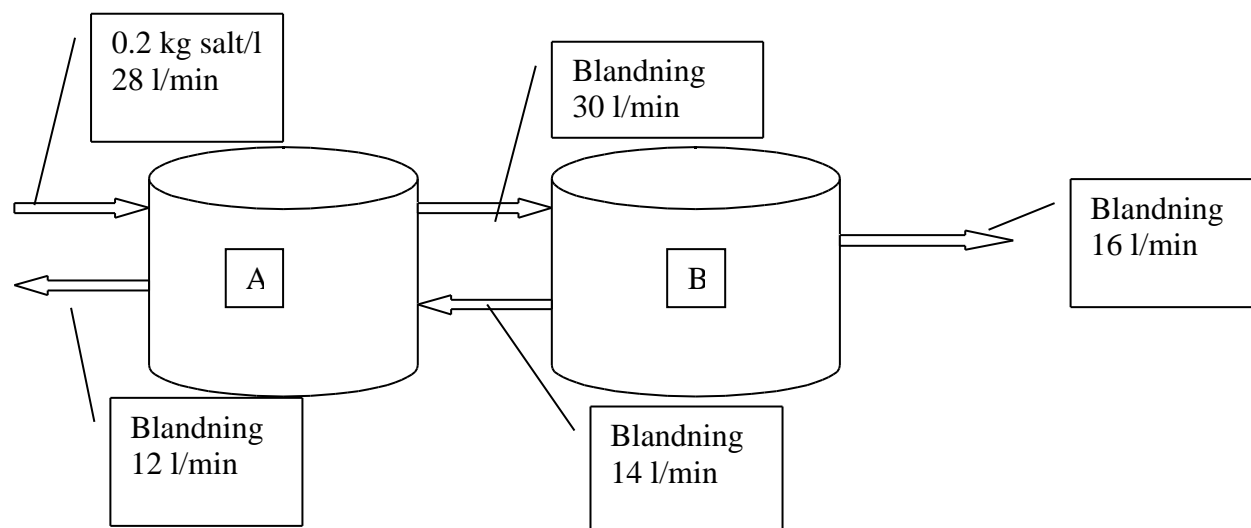 0.2 kg salt/l
28 l/min
Blandning
30 l/min
Blandning
16 l/min
A
B
Blandning
12 l/min
Blandning
14 l/min